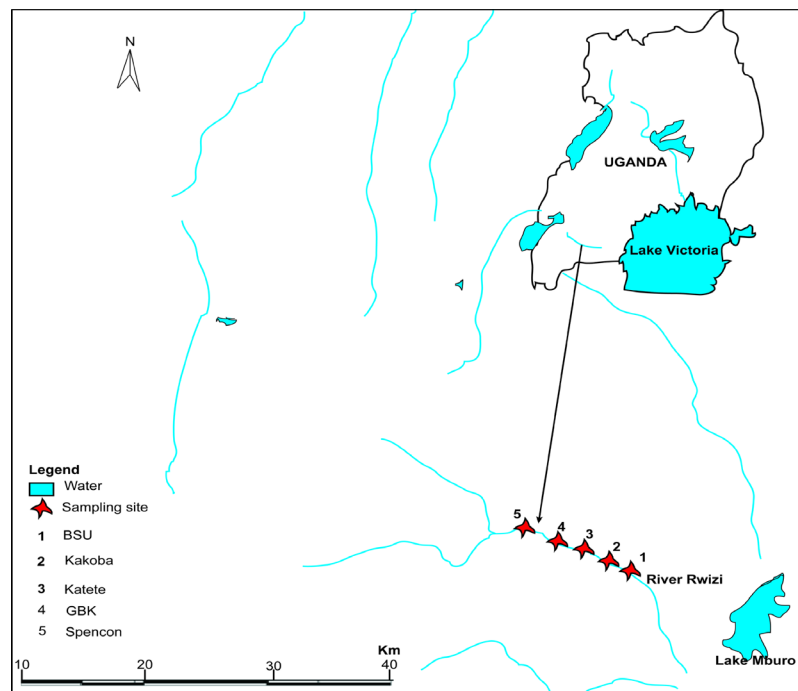 N
UGANDA
Lake Victoria
Legend
Water
Sampling site
1 BSU
2 Kakoba
3 Katete
4 GBK
5 Spencon
5
4
3
2
1
River Rwizi
Lake Mburo
Km
10 20 30 40